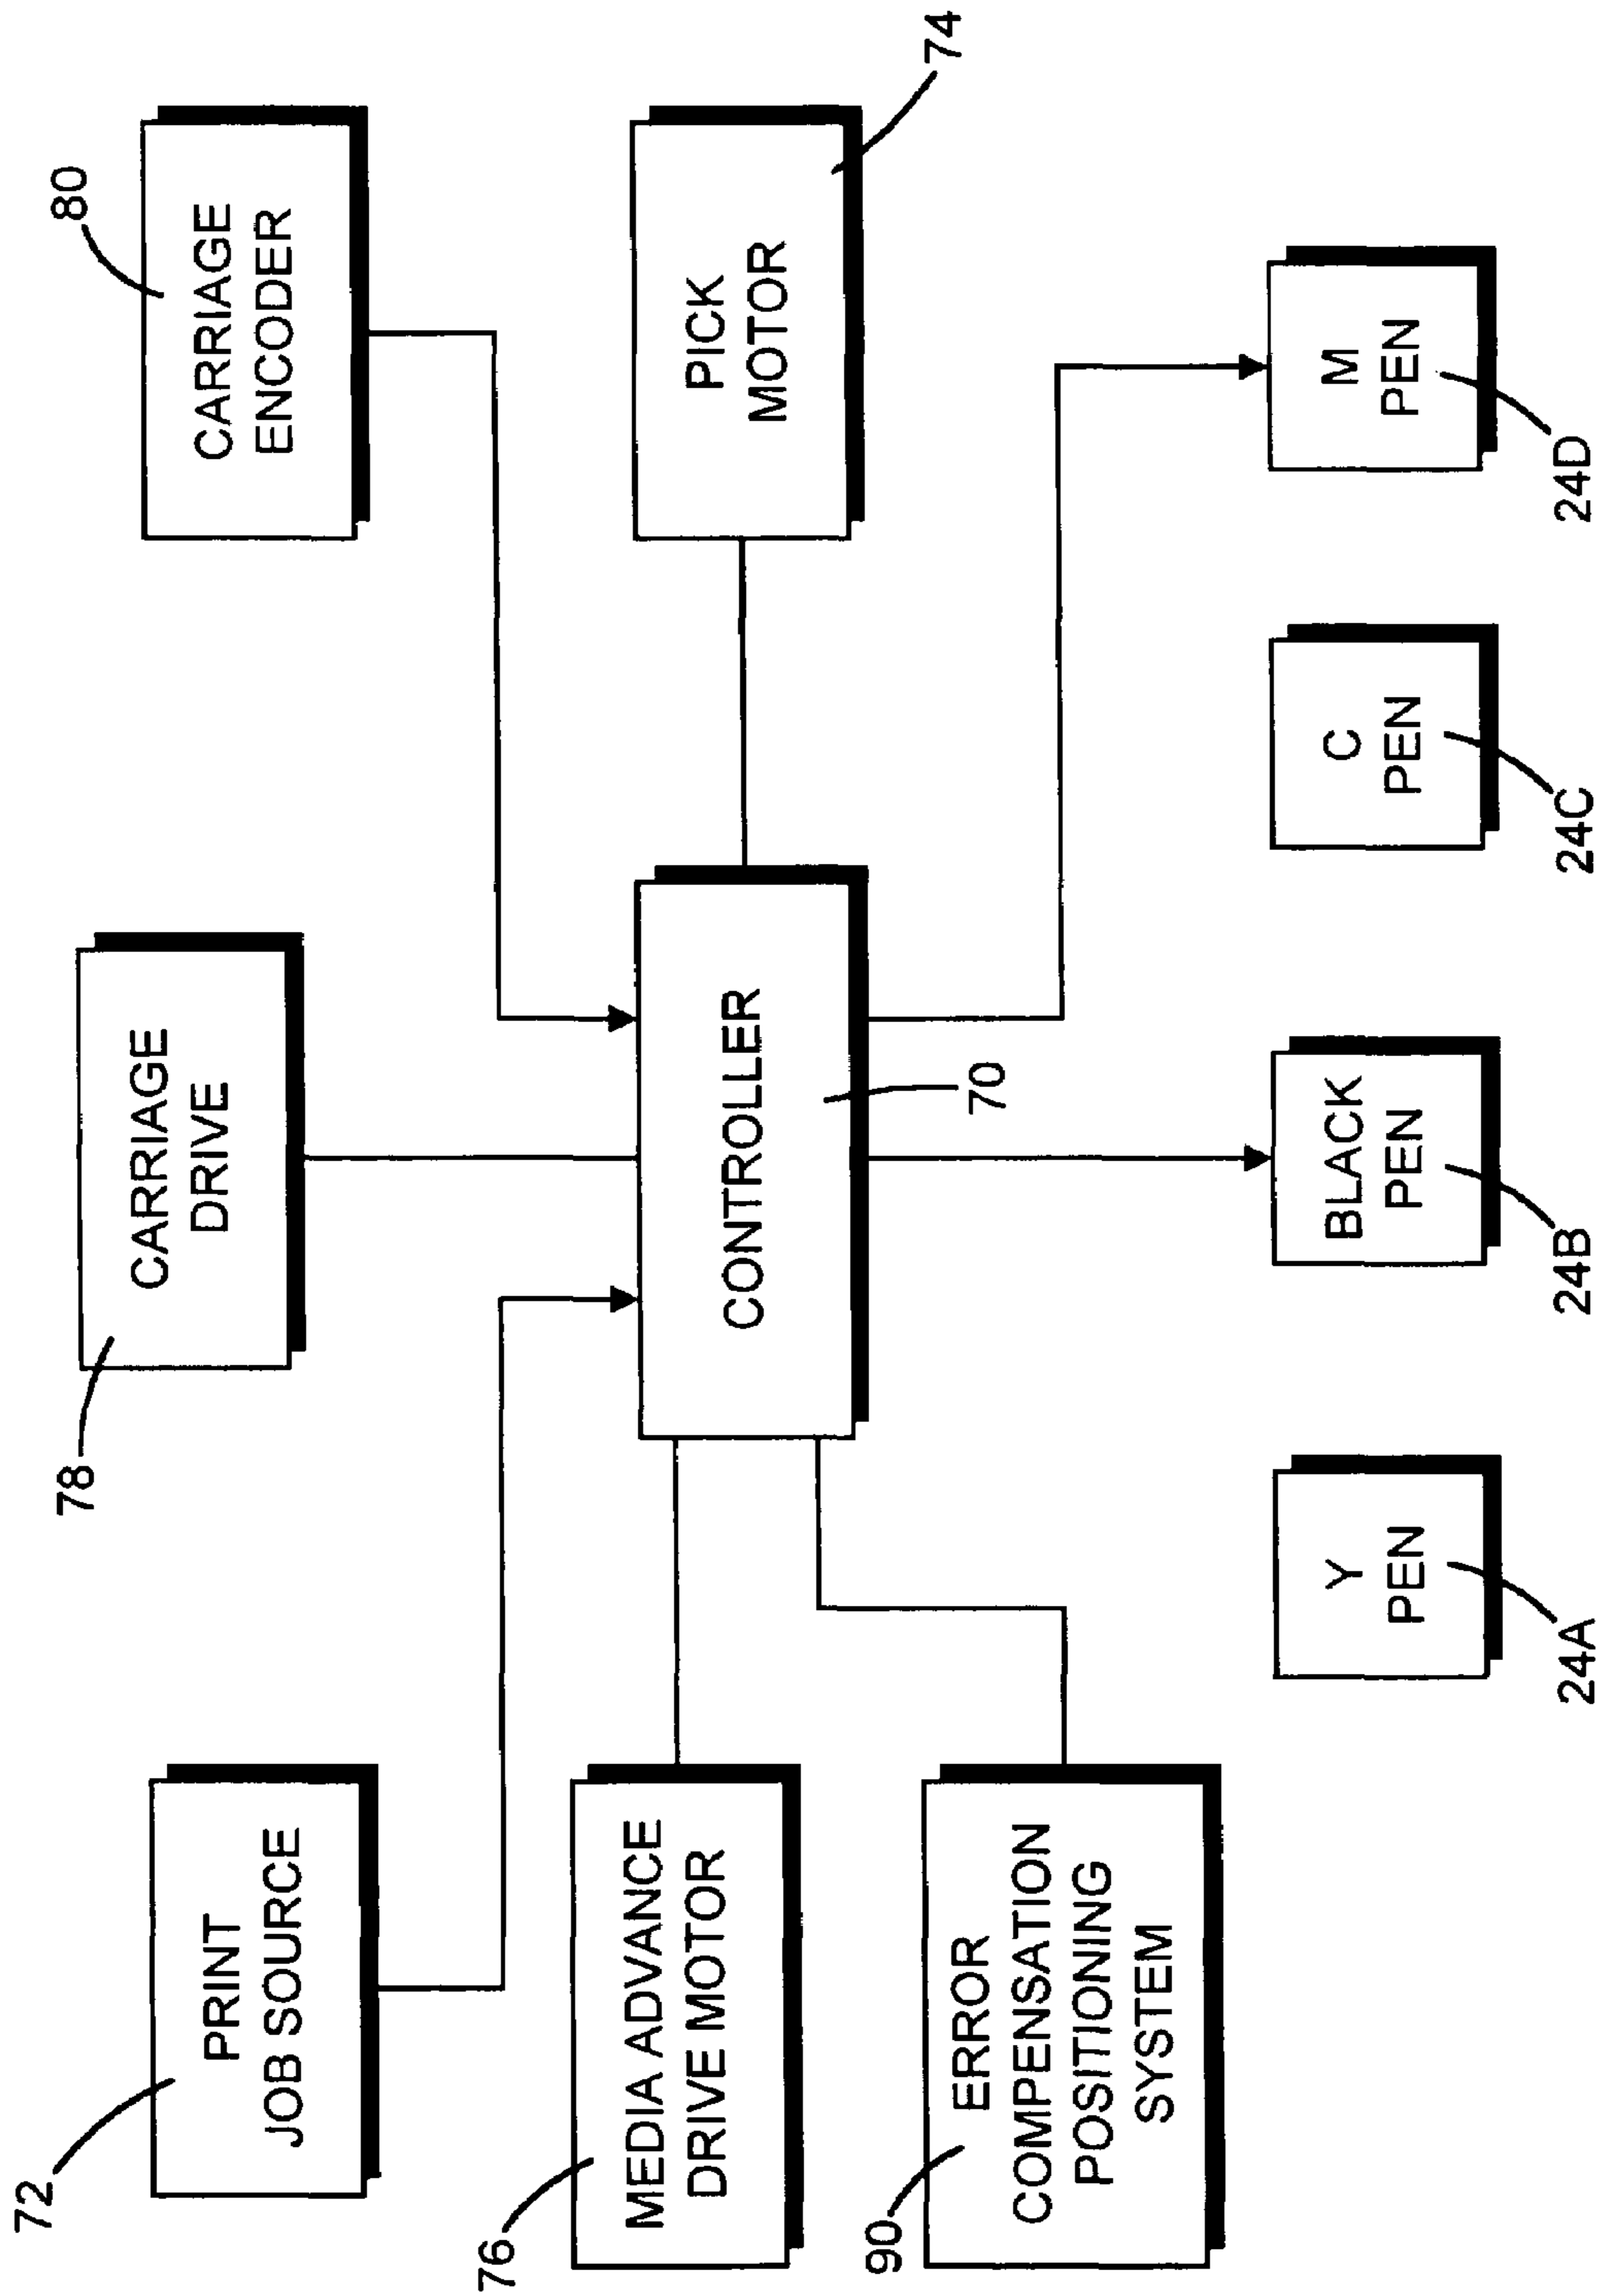 72
PRINT
JOB SOURCE
78
CARRIAGE
DRIVE
80
CARRIAGE
ENCODER
76
MEDIA ADVANCE
DRIVE MOTOR
CONTROLLER
70
PICK
MOTOR
74
90
ERROR
COMPENSATION
POSITIONING
SYSTEM
Y
PEN
24A
BLACK
PEN
24B
C
PEN
24C
M
PEN
24D